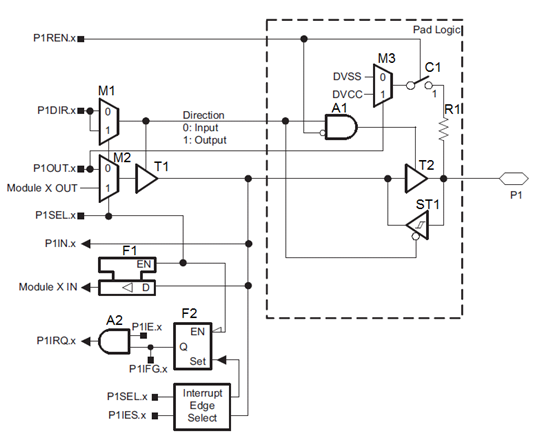 P1REN.x
Pad Logic
M3
DVSS
0
DVCC
1
C1
1
M1
P1DIR.x
0
1
Direction
0: Input
1: Output
A1
R1
M2
P1OUT.x
0
Module X OUT
1
T1
T2
P1
P1SEL.x
ST1
P1IN.x
F1
EN
Module X IN
D
F2
A2
P1IE.x
EN
P1IRQ.x
Q
P1IFG.x
Set
P1SEL.x
Interrupt
Edge
Select
P1IES.x